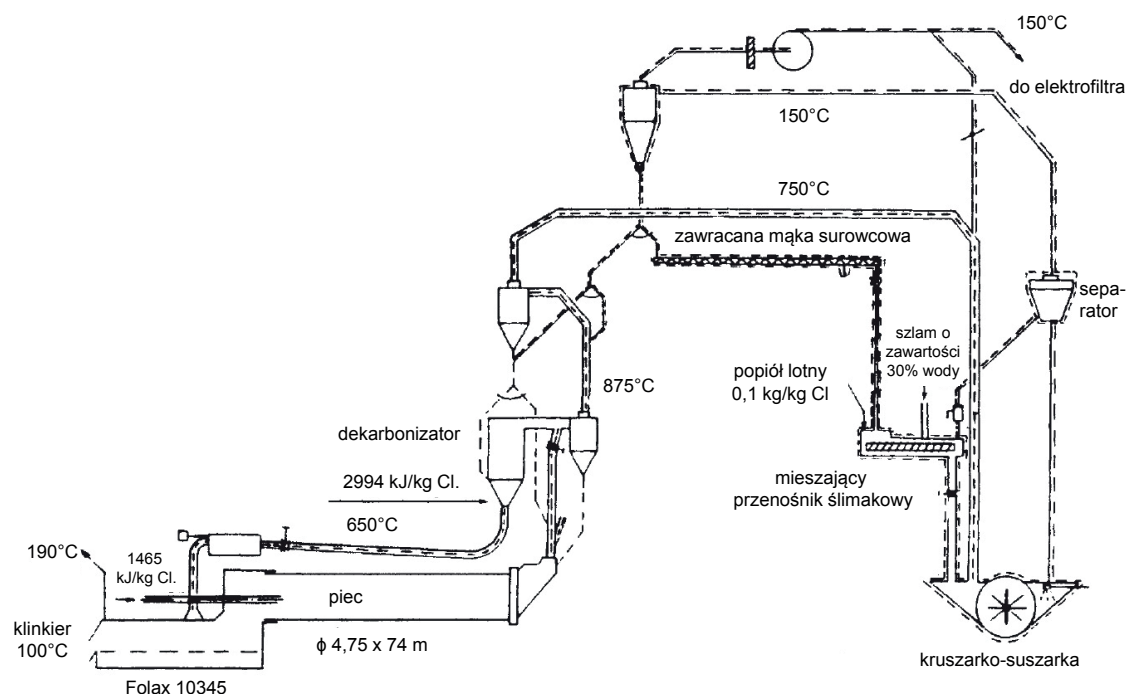 150°C
do elektrofiltra
150°C
750°C
zawracana mąka surowcowa
sepa-
rator
szlam o
zawartości
30% wody
popiół lotny
0,1 kg/kg Cl
875°C
dekarbonizator
mieszający
przenośnik ślimakowy
2994 kJ/kg Cl.
650°C
190°C
1465
kJ/kg Cl.
piec
klinkier
100°C
ϕ 4,75 x 74 m
kruszarko-suszarka
Folax 10345